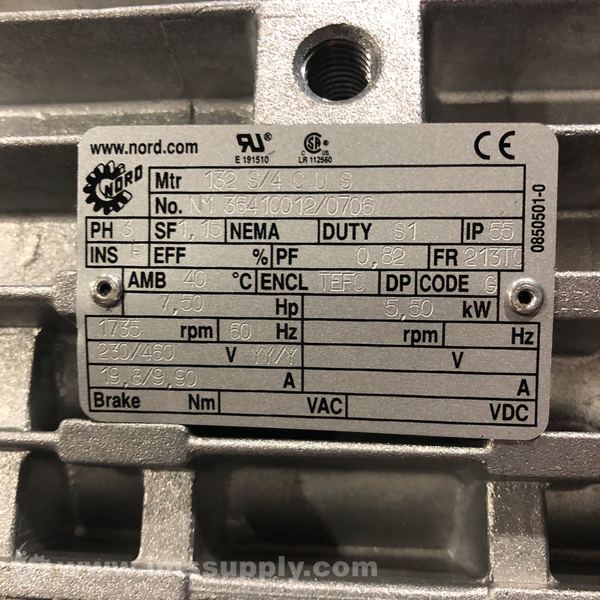 www.nord.com
E 191510
C US
LR 112560
CE
NORD
Mtr 132 S/4 C U S
No. NM 36410012/0706
PH 3 SF 1,15 NEMA DUTY S1 IP 55
INS F EFF % PF 0,82 FR 213TC
AMB 40 °C ENCL TEFC DP CODE G
7,50 Hp 5,50 kW
1735 rpm 60 Hz rpm Hz
230/460 V YY/Y V
19,8/9,90 A A
Brake Nm VAC VDC
0850501-0
www.imssupply.com